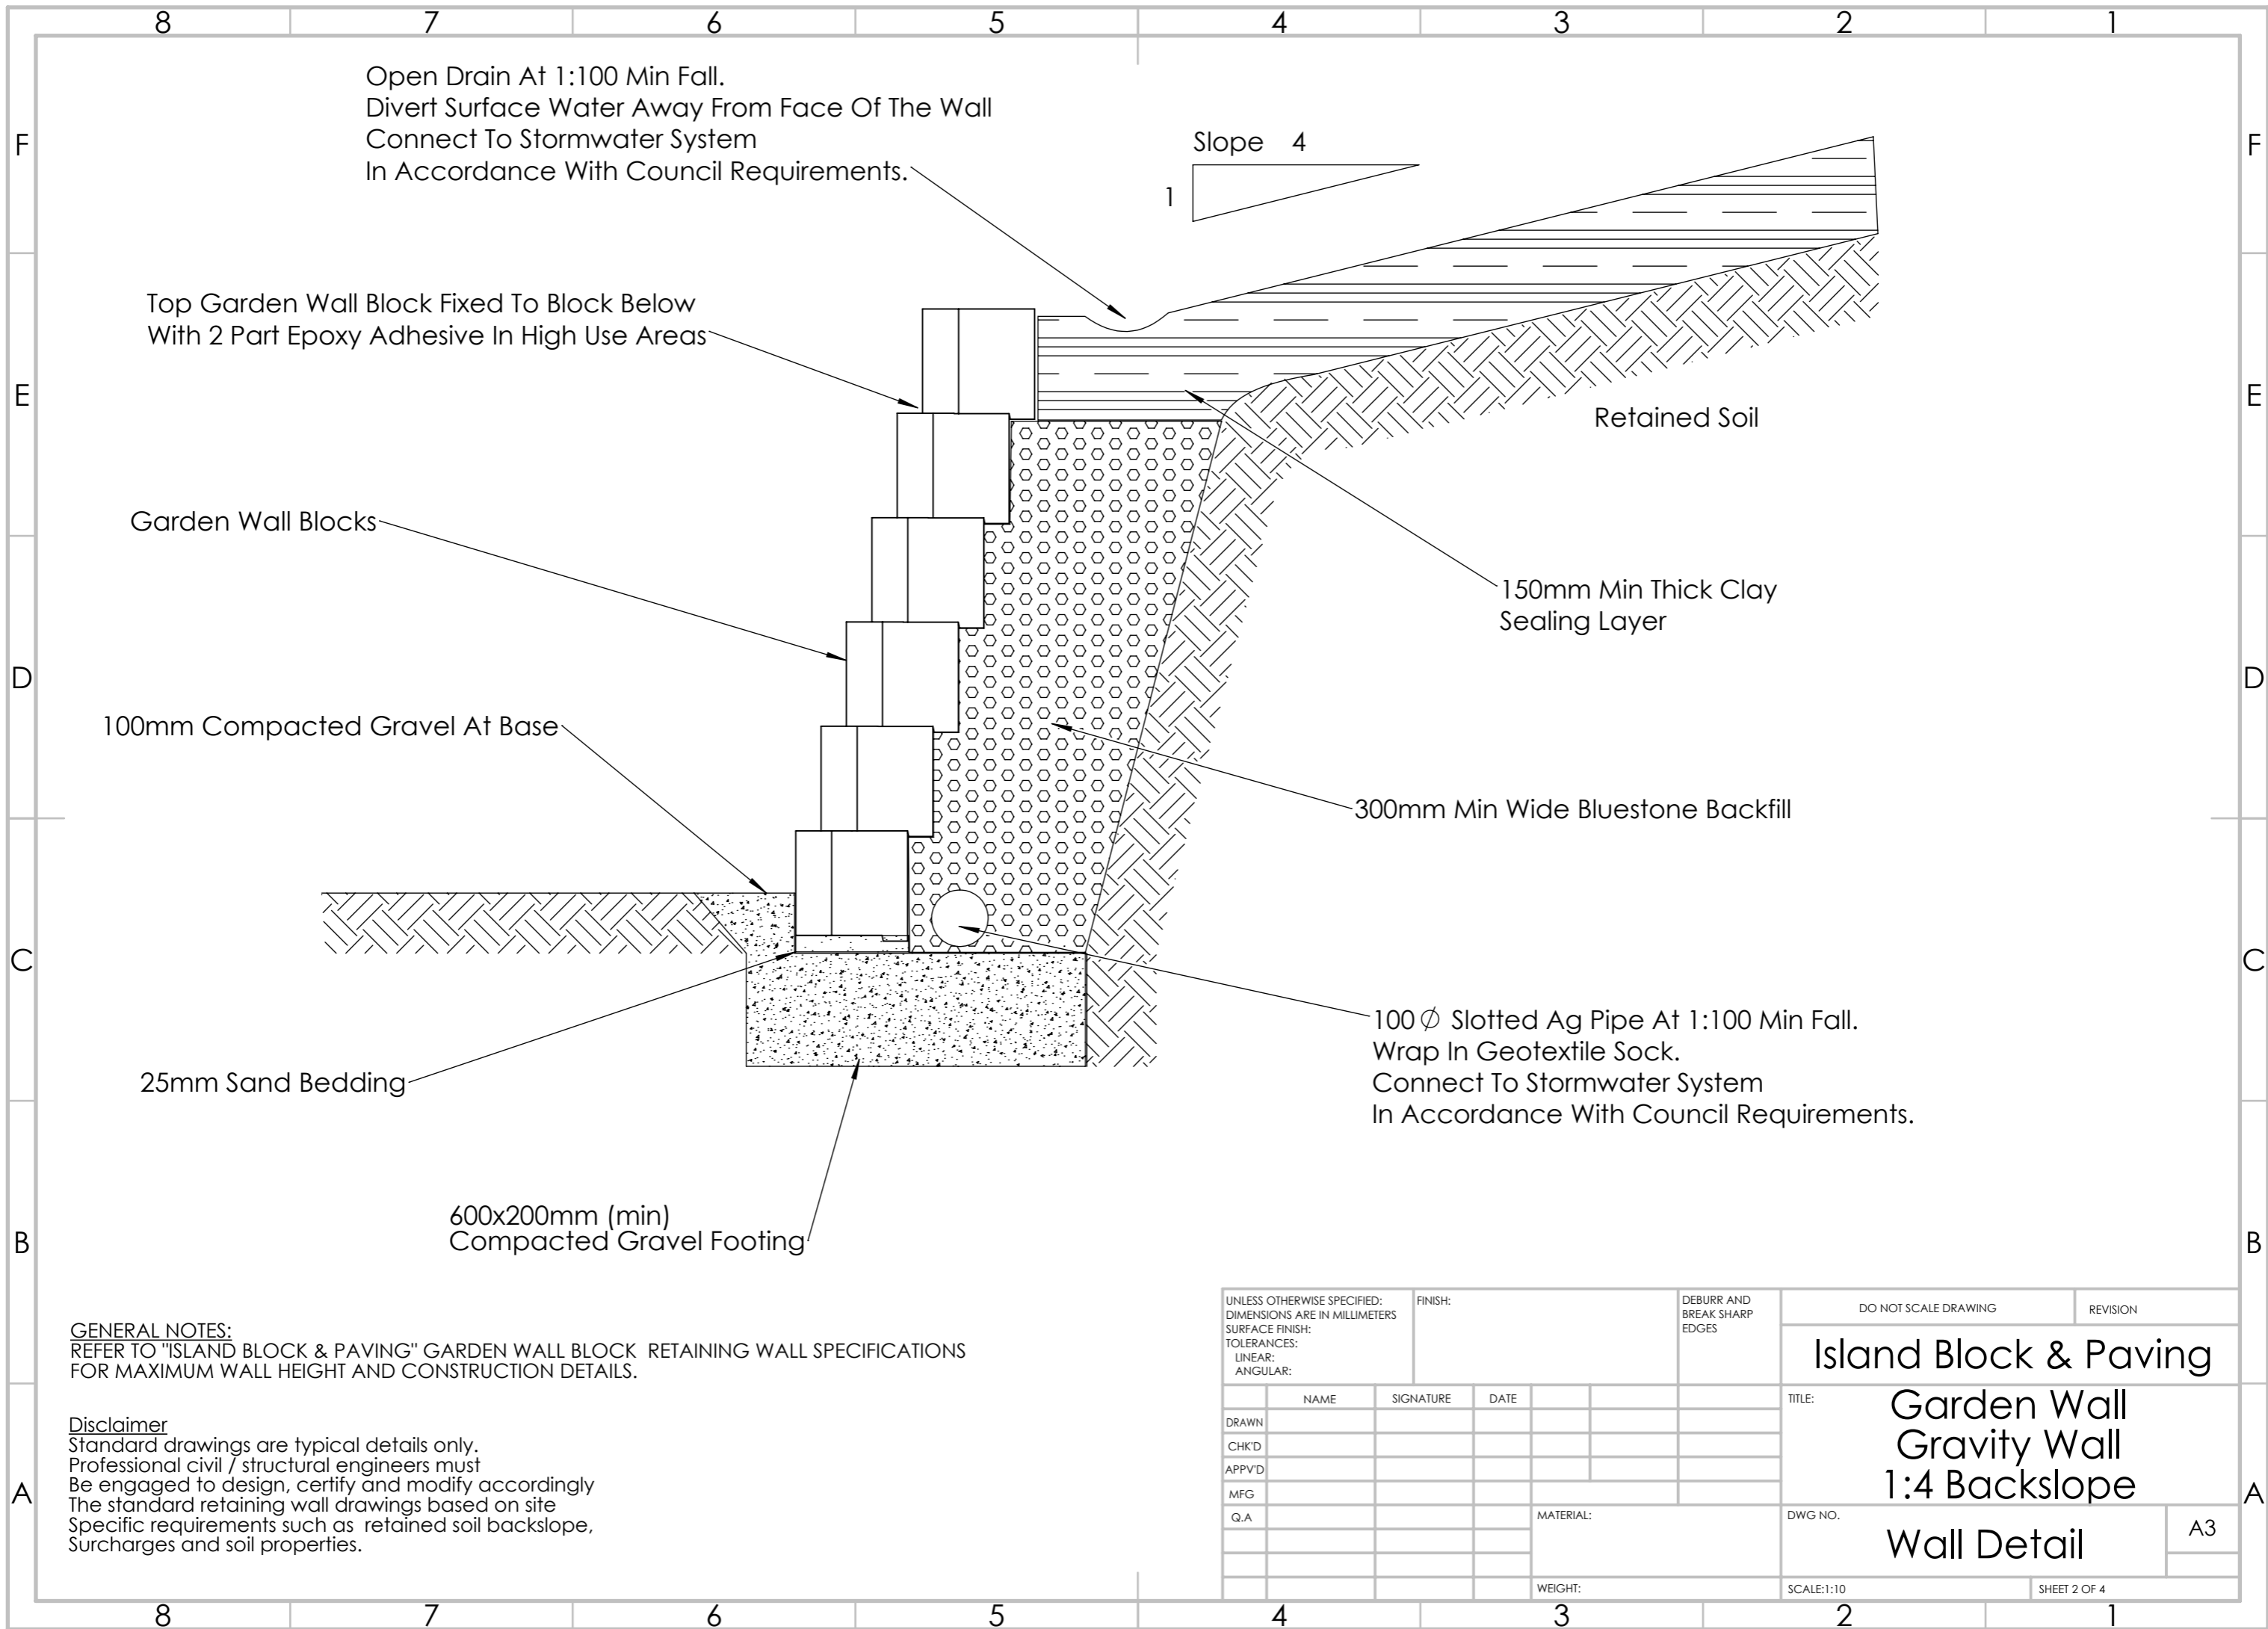 8 7 6 5 4 3 2 1
F F
E E
D D
C C
B B
A A
Open Drain At 1:100 Min Fall.
Divert Surface Water Away From Face Of The Wall
Connect To Stormwater System
In Accordance With Council Requirements.
Slope 4
1
Top Garden Wall Block Fixed To Block Below
With 2 Part Epoxy Adhesive In High Use Areas
Retained Soil
Garden Wall Blocks
150mm Min Thick Clay
Sealing Layer
100mm Compacted Gravel At Base
300mm Min Wide Bluestone Backfill
25mm Sand Bedding
100∅ Slotted Ag Pipe At 1:100 Min Fall.
Wrap In Geotextile Sock.
Connect To Stormwater System
In Accordance With Council Requirements.
600x200mm (min)
Compacted Gravel Footing
GENERAL NOTES:
REFER TO "ISLAND BLOCK & PAVING" GARDEN WALL BLOCK RETAINING WALL SPECIFICATIONS
FOR MAXIMUM WALL HEIGHT AND CONSTRUCTION DETAILS.
Disclaimer
Standard drawings are typical details only.
Professional civil / structural engineers must
Be engaged to design, certify and modify accordingly
The standard retaining wall drawings based on site
Specific requirements such as retained soil backslope,
Surcharges and soil properties.
UNLESS OTHERWISE SPECIFIED:
DIMENSIONS ARE IN MILLIMETERS
SURFACE FINISH:
TOLERANCES:
LINEAR:
ANGULAR:
FINISH:
DEBURR AND
BREAK SHARP
EDGES
DO NOT SCALE DRAWING
REVISION
Island Block & Paving
NAME SIGNATURE DATE
DRAWN
CHK'D
APPV'D
MFG
Q.A
TITLE:
Garden Wall
Gravity Wall
1:4 Backslope
MATERIAL:
DWG NO.
Wall Detail
A3
WEIGHT:
SCALE:1:10
SHEET 2 OF 4
8 7 6 5 4 3 2 1